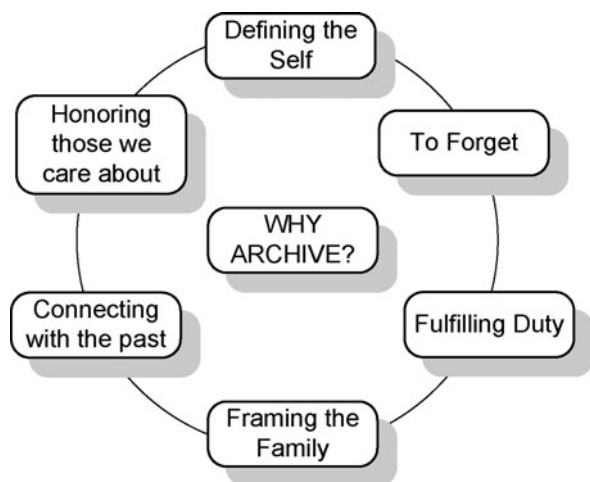 Defining the
Self
Honoring
those we
care about
To Forget
WHY
ARCHIVE?
Connecting
with the past
Fulfilling Duty
Framing the
Family